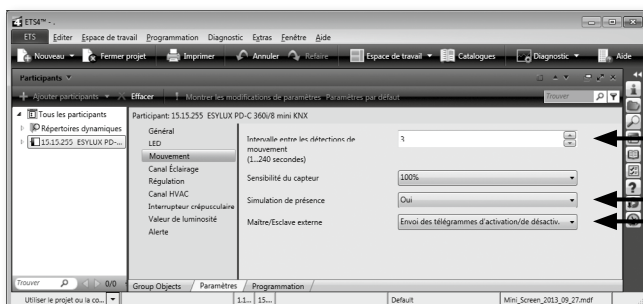 ETS4™ - .
ETS Editer Espace de travail Programmation Diagnostic Extras Fenêtre Aide
Nouveau Fermer projet Imprimer Annuler Refaire Espace de travail Catalogues Diagnostic Aide
Participants
Ajouter participants Effacer Montrer les modifications de paramètres Paramètres par défaut Trouver
Tous les participants
Répertoires dynamiques
15.15.255 ESYLUX PD-...
Participant: 15.15.255 ESYLUX PD-C 360i/8 mini KNX
Général
LED
Mouvement
Canal Éclairage
Régulation
Canal HVAC
Interrupteur crépusculaire
Valeur de luminosité
Alerte
Intervalle entre les détections de
mouvement
(1...240 secondes)
3
Sensibilité du capteur 100%
Simulation de présence Oui
Maître/Esclave externe Envoi des télégrammes d'activation/de désactiv.
Trouver 0/0
Group Objects Paramètres Programmation
Utiliser le projet ou la co... 1.1... 15.... Default Mini_Screen_2013_09_27.mdf